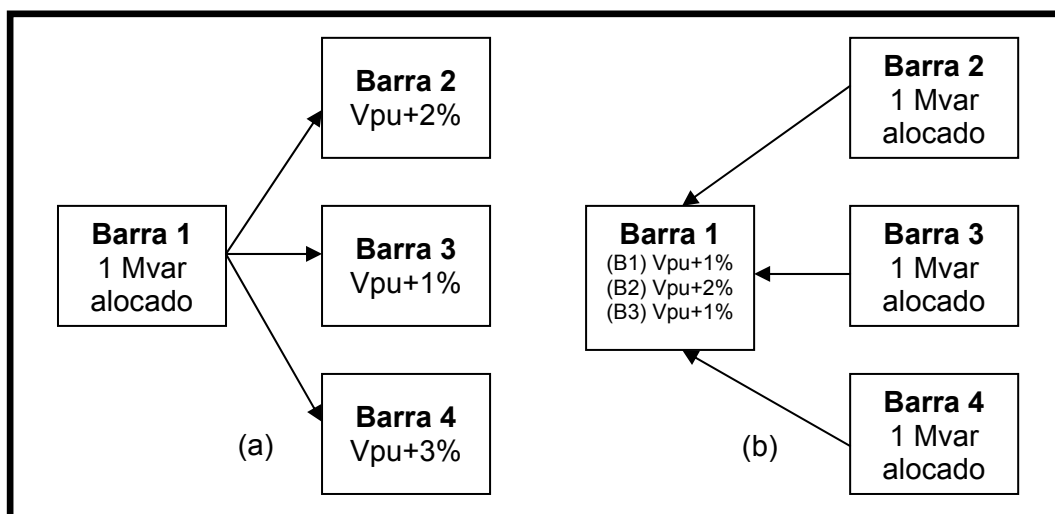 Barra 2
Vpu+2%
Barra 1
1 Mvar
alocado
Barra 3
Vpu+1%
Barra 4
Vpu+3%
(a)
Barra 2
1 Mvar
alocado
Barra 1
(B1) Vpu+1%
(B2) Vpu+2%
(B3) Vpu+1%
Barra 3
1 Mvar
alocado
Barra 4
1 Mvar
alocado
(b)